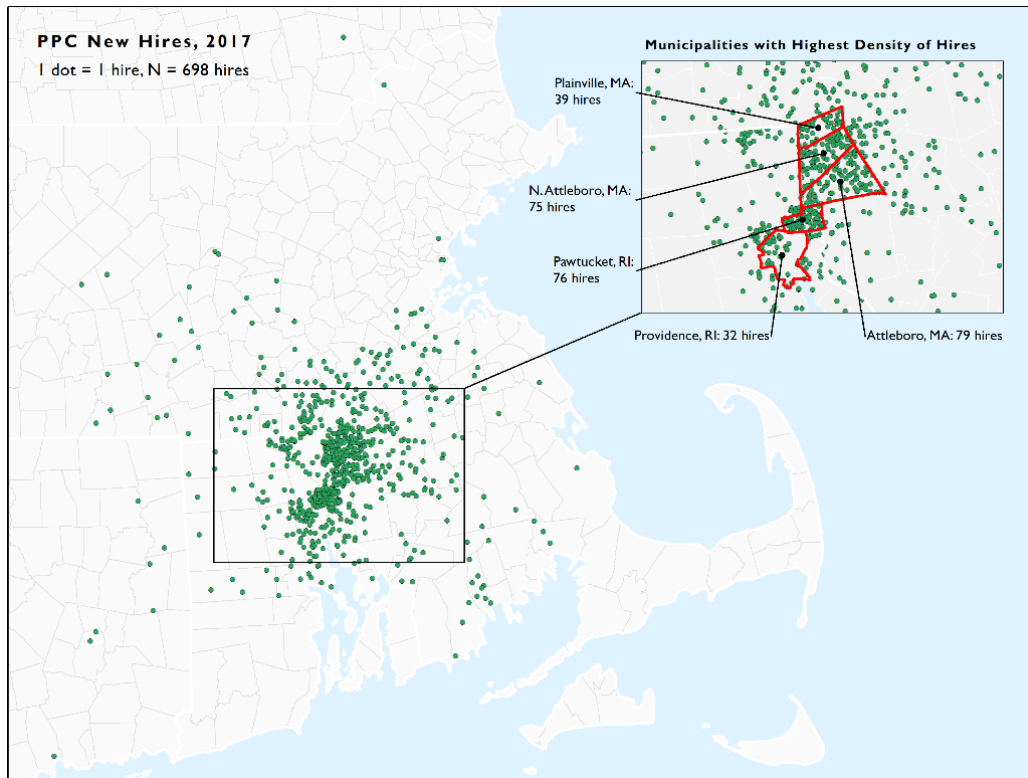 PPC New Hires, 2017
1 dot = 1 hire, N = 698 hires
Municipalities with Highest Density of Hires
Plainville, MA:
39 hires
N. Attleboro, MA:
75 hires
Pawtucket, RI:
76 hires
Providence, RI: 32 hires
Attleboro, MA: 79 hires